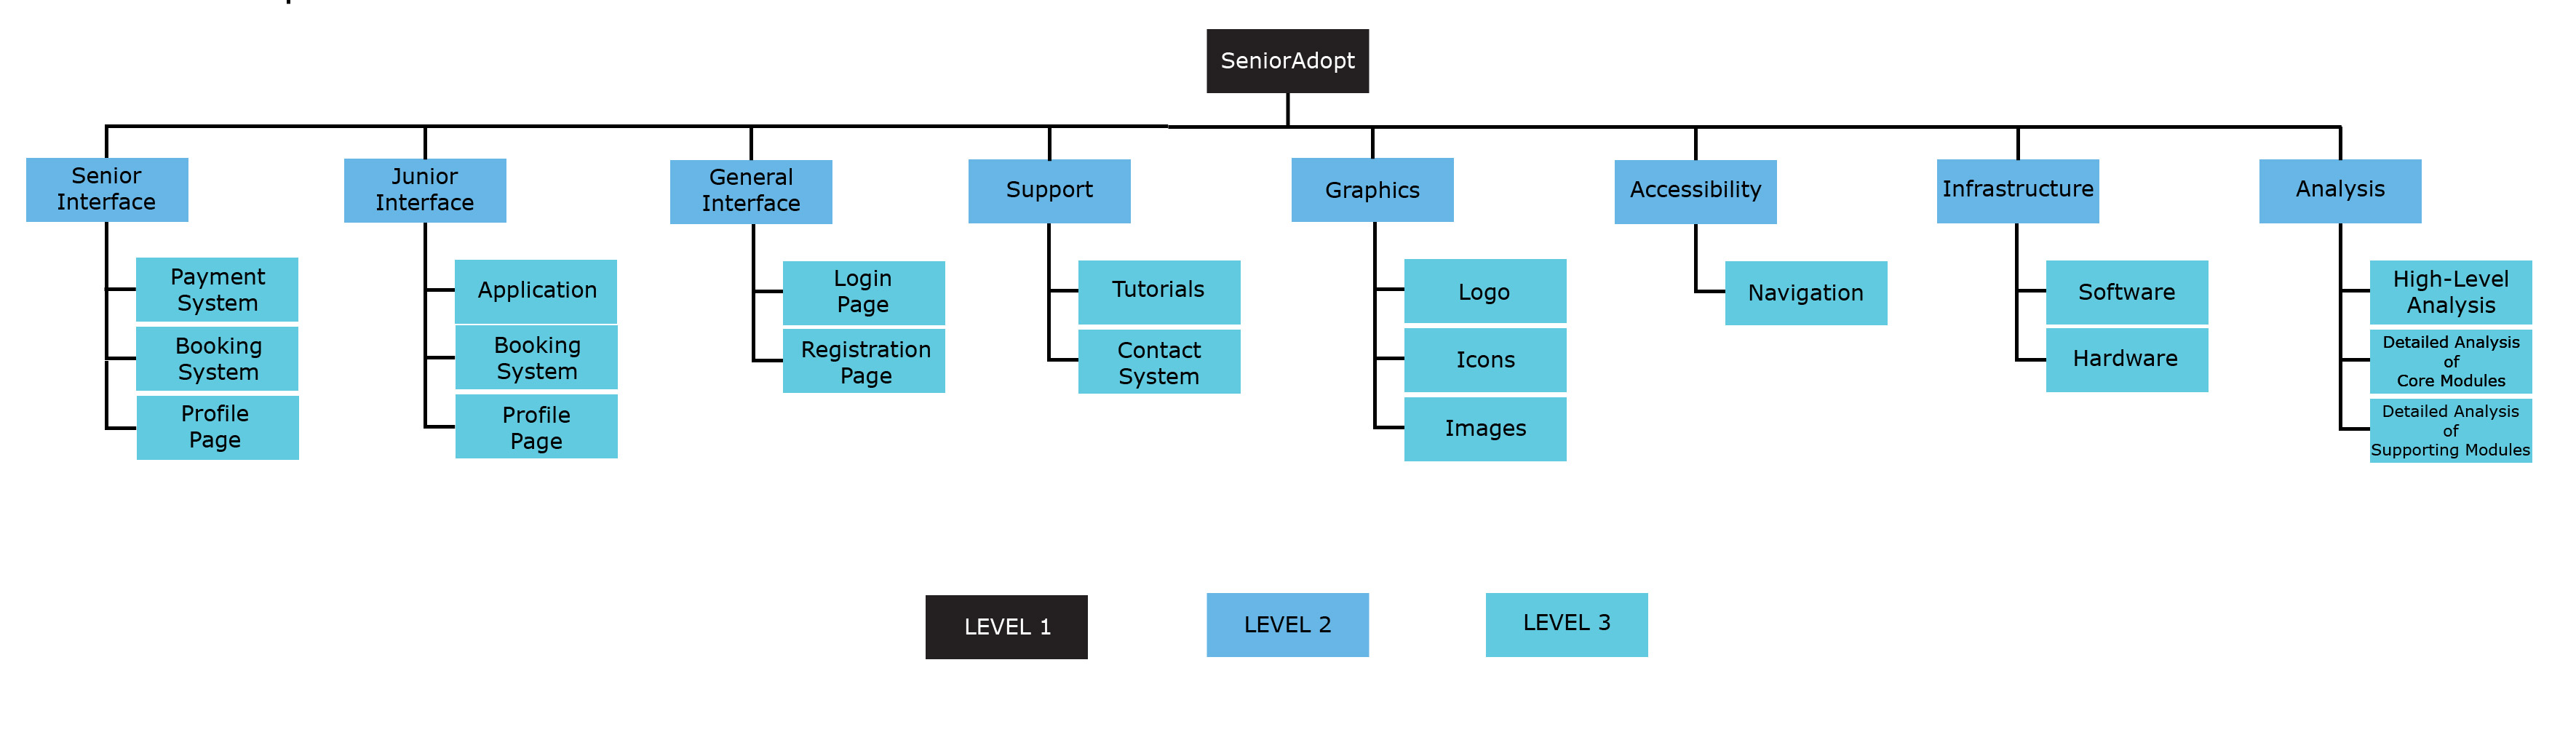 SeniorAdopt
Senior
Interface
Junior
Interface
General
Interface
Support
Graphics
Accessibility
Infrastructure
Analysis
Payment
System
Booking
System
Profile
Page
Application
Booking
System
Profile
Page
Login
Page
Registration
Page
Tutorials
Contact
System
Logo
Icons
Images
Navigation
Software
Hardware
High-Level
Analysis
Detailed Analysis
of
Core Modules
Detailed Analysis
of
Supporting Modules
LEVEL 1
LEVEL 2
LEVEL 3